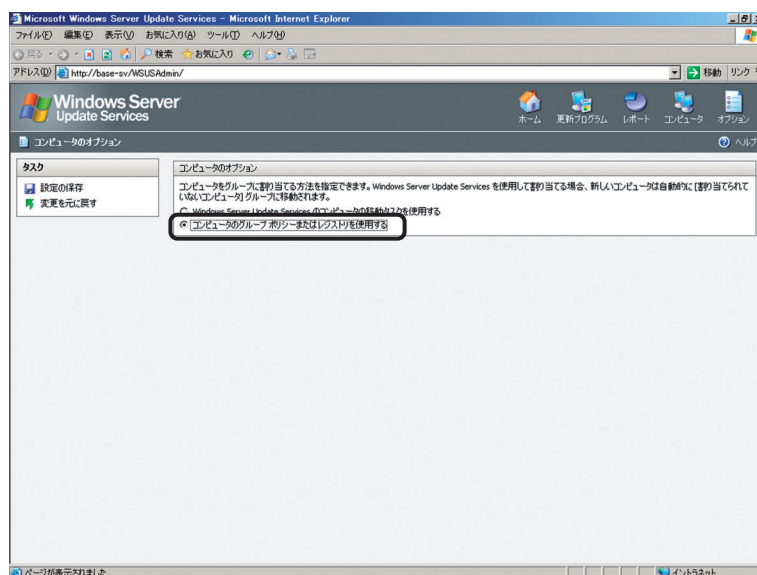 Microsoft Windows Server Update Services - Microsoft Internet Explorer
ファイル(F) 編集(E) 表示(V) お気に入り(A) ツール(T) ヘルプ(H)
戻る 検索 お気に入り
アドレス(D) http://base-sv/WSUSAdmin/ 移動 リンク
Windows Server
Update Services
ホーム 更新プログラム レポート コンピュータ オプション
コンピュータのオプション ヘル
タスク
設定の保存
変更を元に戻す
コンピュータのオプション
コンピュータをグループに割り当てる方法を指定できます。Windows Server Update Services を使用して割り当てる場合、新しいコンピュータは自動的に [割り当てられて
いないコンピュータ] グループに移動されます。
Windows Server Update Services のコンピュータの移動タスクを使用する
コンピュータのグループ ポリシーまたはレジストリを使用する
ページが表示されました イントラネット